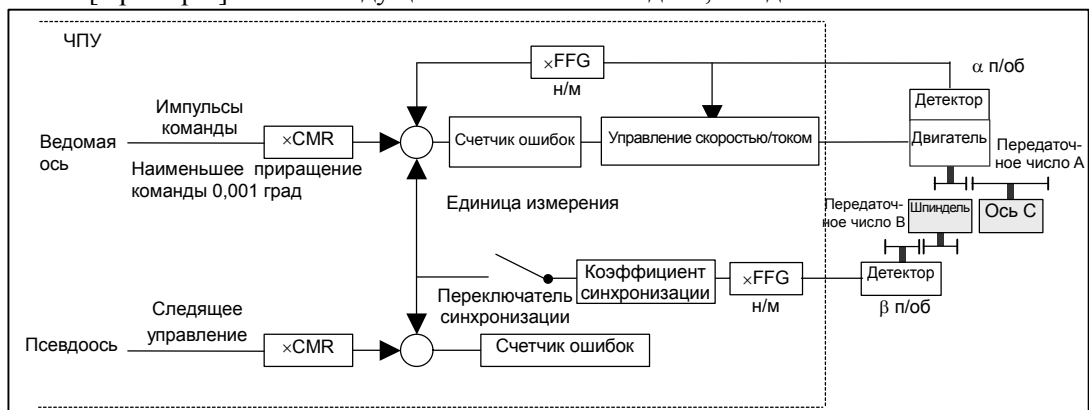 ЧПУ
×FFG
н/м
α п/об
Детектор
Двигатель
Передаточ-
ное число A
Импульсы
команды
Ведомая
ось
×CMR
Счетчик ошибок
Управление скоростью/током
Наименьшее приращение
команды 0,001 град
Единица измерения
Передаточ-
ное число B
Шпиндель
Ось C
Переключатель
синхронизации
Коэффициент
синхронизации
×FFG
н/м
Детектор
β п/об
Следящее
управление
Псевдоось
×CMR
Счетчик ошибок